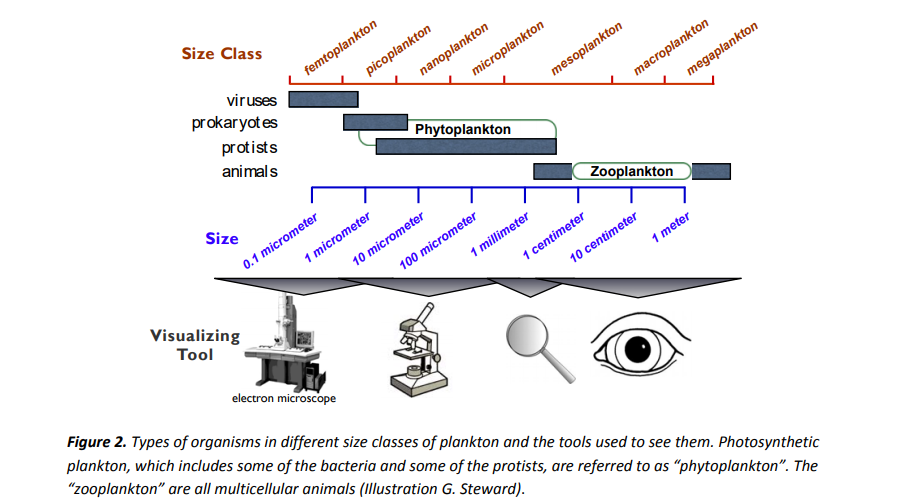 Size Class
femtoplankton
picoplankton
nanoplankton
microplankton
mesoplankton
macroplankton
megaplankton
viruses
prokaryotes
Phytoplankton
protists
animals
Zooplankton
Size
0.1 micrometer
1 micrometer
10 micrometer
100 micrometer
1 millimeter
1 centimeter
10 centimeter
1 meter
Visualizing
Tool
electron microscope
Figure 2. Types of organisms in different size classes of plankton and the tools used to see them. Photosynthetic
plankton, which includes some of the bacteria and some of the protists, are referred to as “phytoplankton”. The
“zooplankton” are all multicellular animals (Illustration G. Steward).